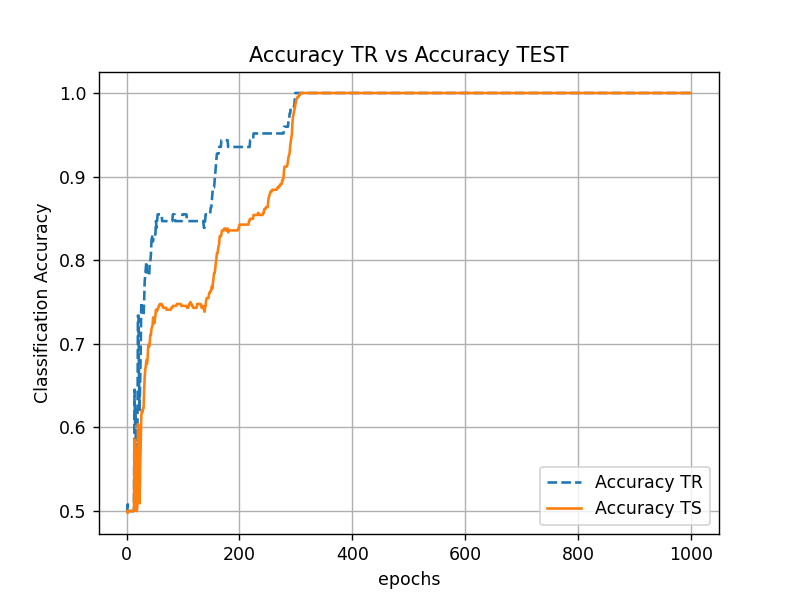 Accuracy TR vs Accuracy TEST
1.0
0.9
0.8
0.7
0.6
0.5
Classification Accuracy
Accuracy TR
Accuracy TS
0
200
400
600
800
1000
epochs